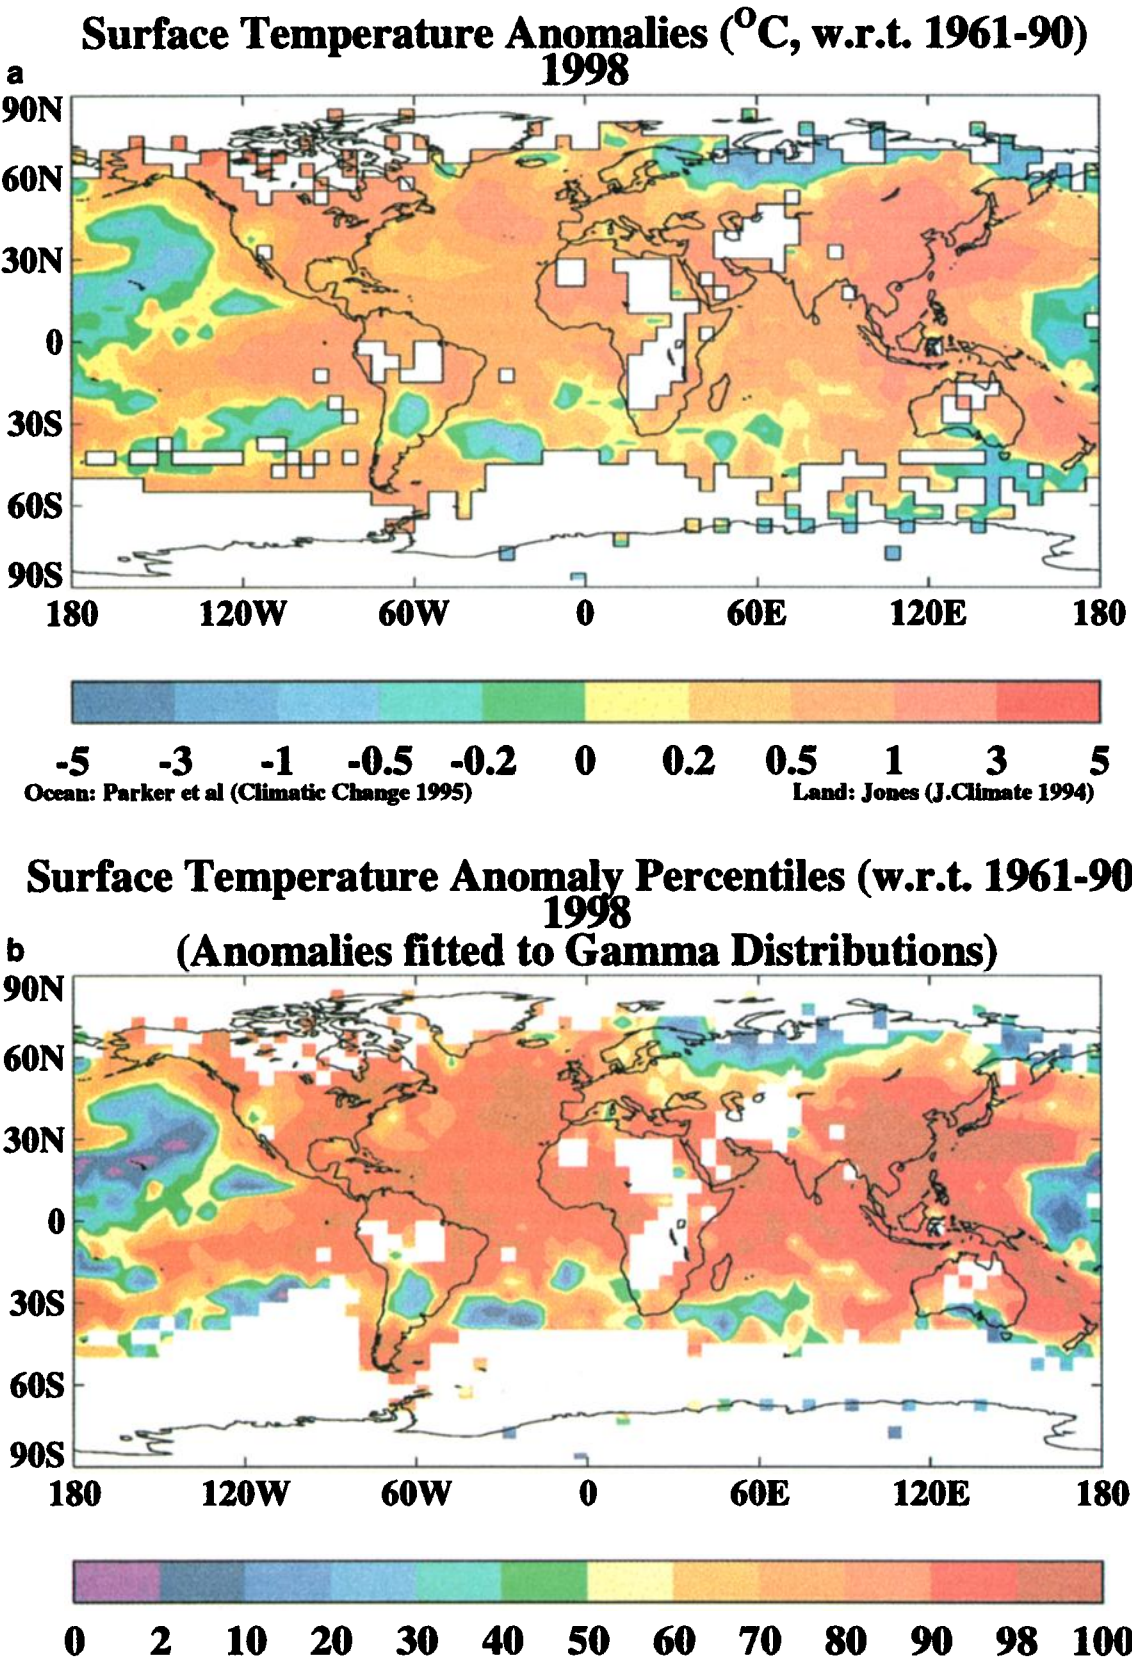 Surface Temperature Anomalies (°C, w.r.t. 1961-90)
1998
a
90N
60N
30N
0
30S
60S
90S
180 120W 60W 0 60E 120E 180
-5 -3 -1 -0.5 -0.2 0 0.2 0.5 1 3 5
Ocean: Parker et al (Climatic Change 1995) Land: Jones (J.Climate 1994)
Surface Temperature Anomaly Percentiles (w.r.t. 1961-90
1998
b (Anomalies fitted to Gamma Distributions)
90N
60N
30N
0
30S
60S
90S
180 120W 60W 0 60E 120E 180
0 2 10 20 30 40 50 60 70 80 90 98 100